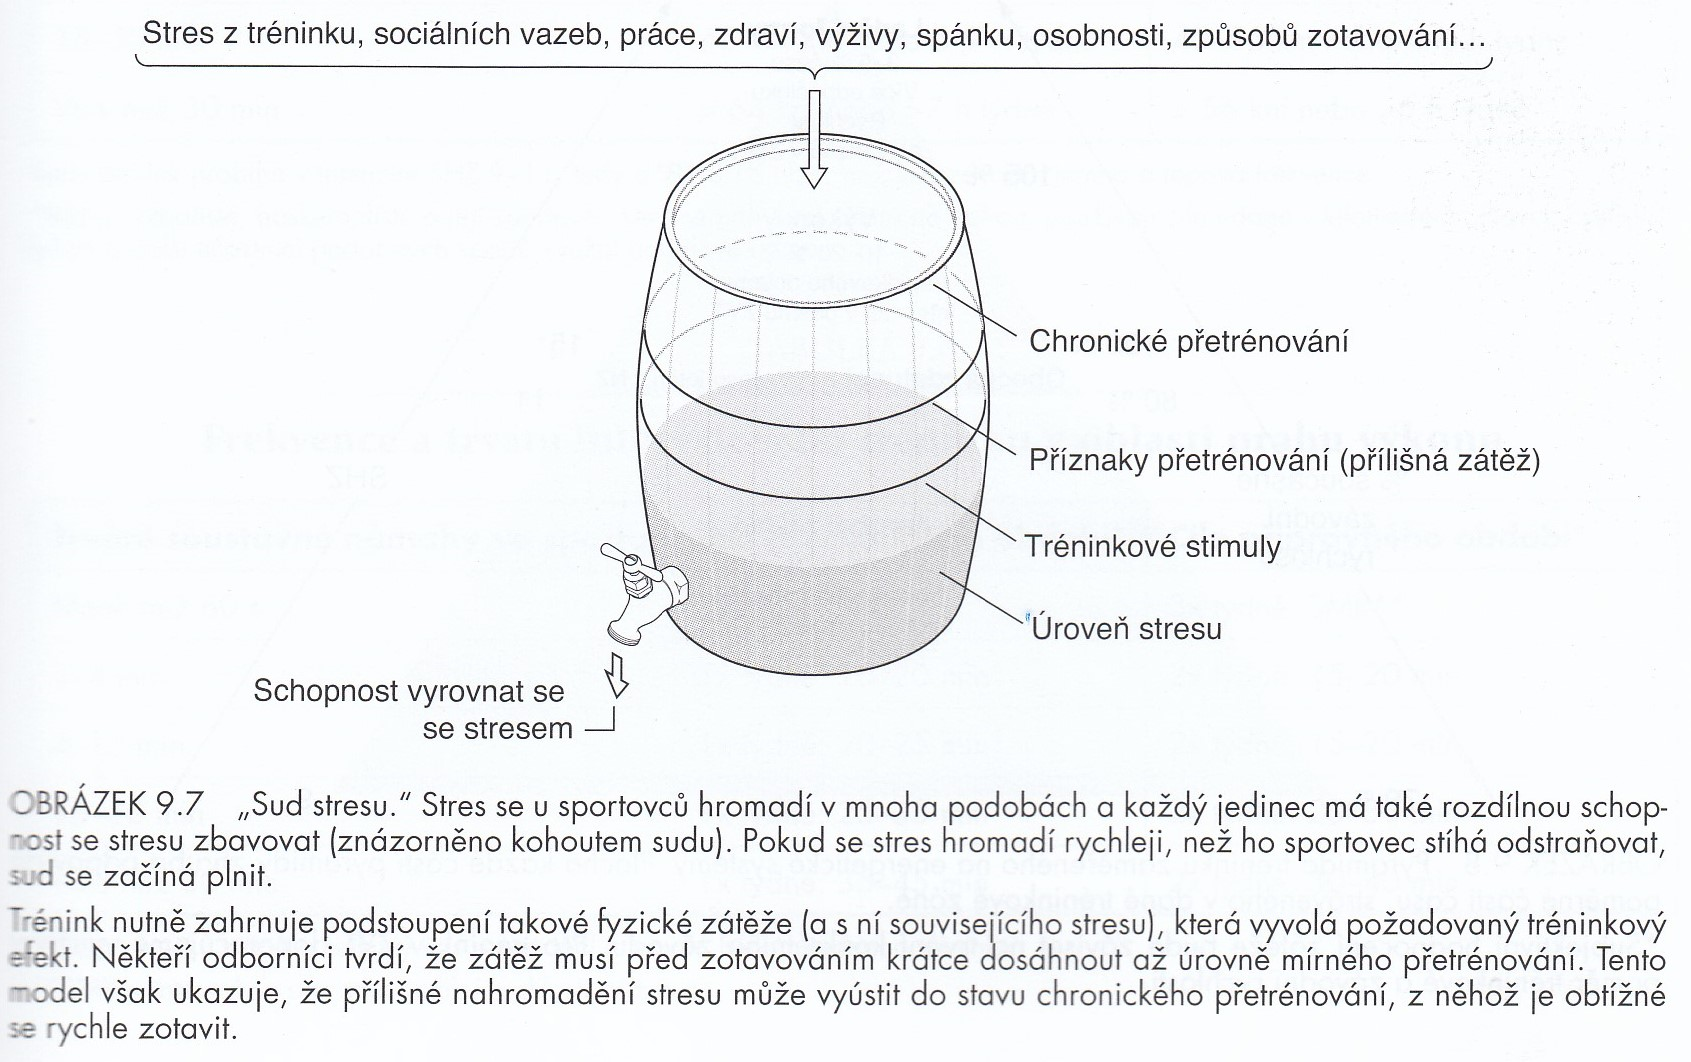 Stres z tréninku, sociálních vazeb, práce, zdraví, výživy, spánku, osobnosti, způsobů zotavování...
Chronické přetrénování
Příznaky přetrénování (přílišná zátěž)
Tréninkové stimuly
Úroveň stresu
Schopnost vyrovnat se
se stresem
OBRÁZEK 9.7 „Sud stresu.“ Stres se u sportovců hromadí v mnoha podobách a každý jedinec má také rozdílnou schop-
nost se stresu zbavovat (znázorněno kohoutem sudu). Pokud se stres hromadí rychleji, než ho sportovec stíhá odstraňovat,
sud se začíná plnit.
Trénink nutně zahrnuje podstoupení takové fyzické zátěže (a s ní souvisejícího stresu), která vyvolá požadovaný tréninkový
efekt. Někteří odborníci tvrdí, že zátěž musí před zotavováním krátce dosáhnout až úrovně mírného přetrénování. Tento
model však ukazuje, že přílišné nahromadění stresu může vyústit do stavu chronického přetrénování, z něhož je obtížné
se rychle zotavit.